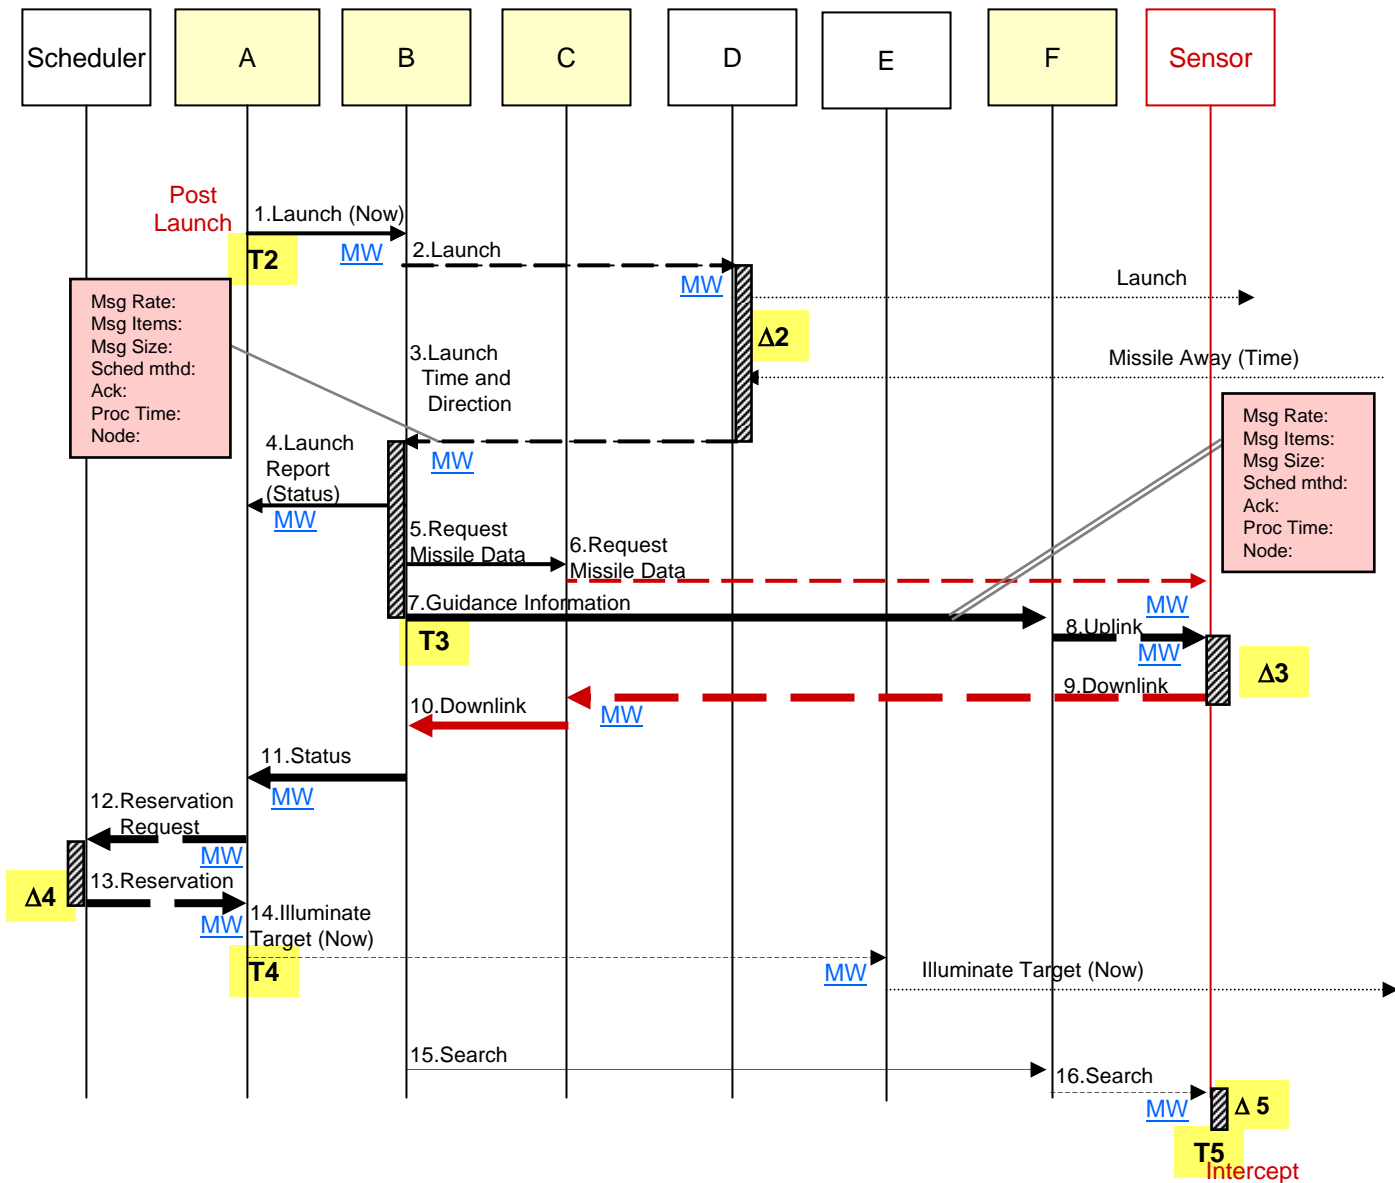 Scheduler
A
B
C
D
E
F
Sensor
Post
Launch
1.Launch (Now)
T2
MW
2.Launch
MW
Launch
Msg Rate:
Msg Items:
Msg Size:
Sched mthd:
Ack:
Proc Time:
Node:
Δ2
3.Launch
Time and
Direction
Missile Away (Time)
MW
Msg Rate:
Msg Items:
Msg Size:
Sched mthd:
Ack:
Proc Time:
Node:
4.Launch
Report
(Status)
MW
5.Request
Missile Data
6.Request
Missile Data
MW
7.Guidance Information
T3
8.Uplink
MW
Δ3
9.Downlink
MW
10.Downlink
11.Status
MW
12.Reservation
Request
MW
Δ4
13.Reservation
MW
14.Illuminate
Target (Now)
T4
MW
Illuminate Target (Now)
15.Search
16.Search
MW
Δ 5
T5
Intercept